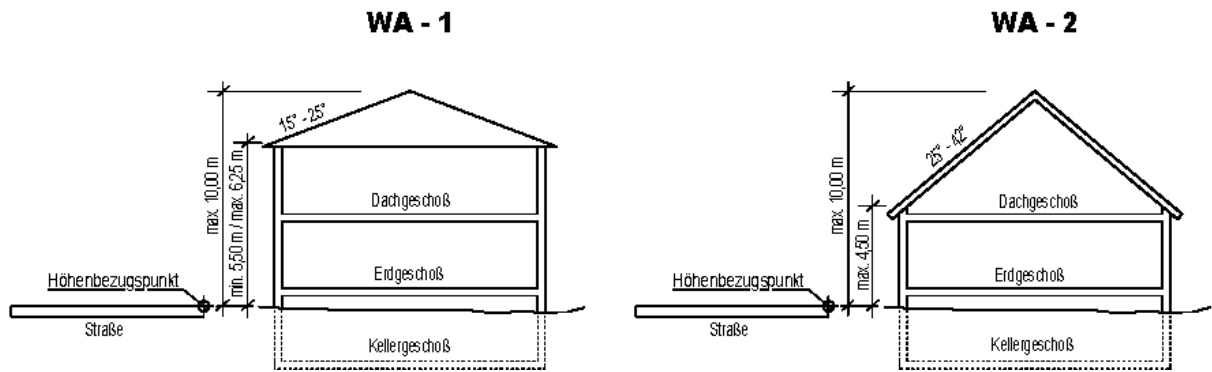 WA - 1
15° - 25°
max. 10,00 m
min. 5,50 m / max. 6,25 m
Dachgeschoß
Erdgeschoß
Höhenbezugspunkt
Straße
Kellergeschoß
WA - 2
25° - 42°
max. 10,00 m
max. 4,50 m
Dachgeschoß
Erdgeschoß
Höhenbezugspunkt
Straße
Kellergeschoß